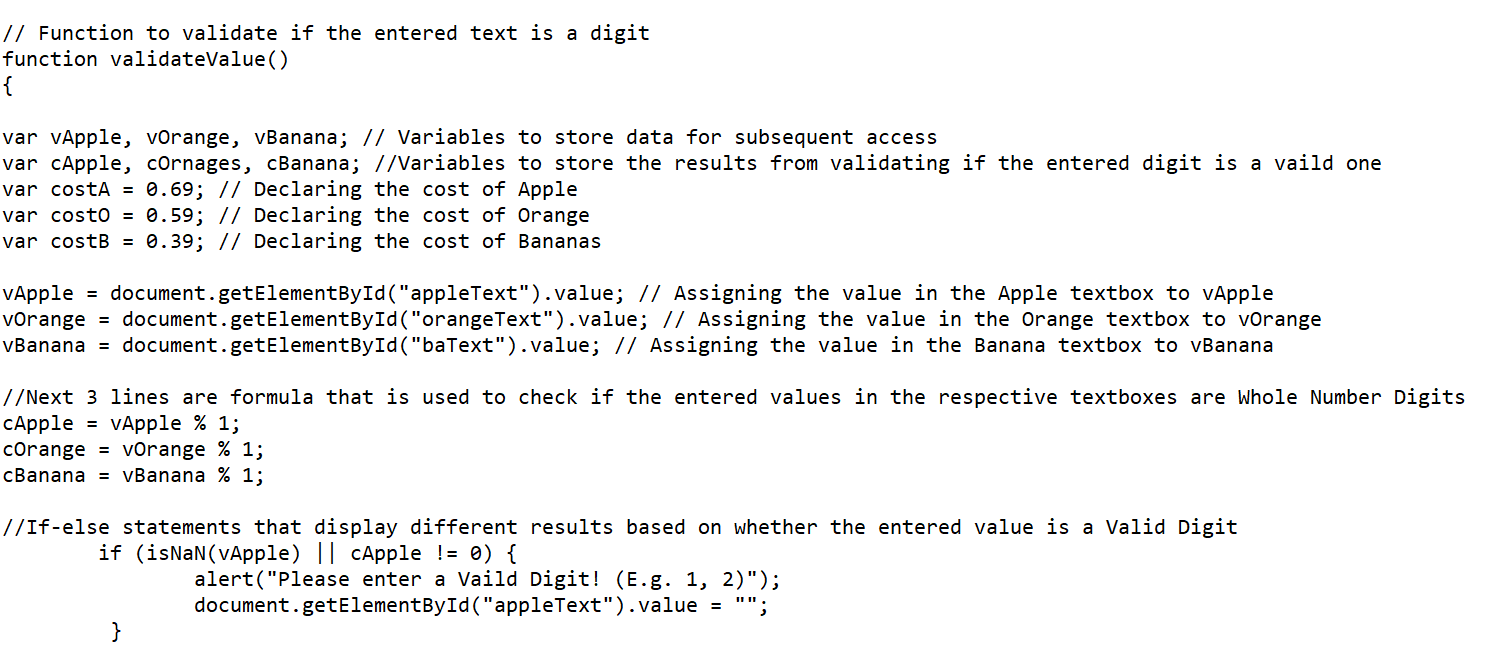 // Function to validate if the entered text is a digit
function validateValue()
{
var vApple, vOrange, vBanana; // Variables to store data for subsequent access
var cApple, cOrnages, cBanana; //Variables to store the results from validating if the entered digit is a vaild one
var costA = 0.69; // Declaring the cost of Apple
var costO = 0.59; // Declaring the cost of Orange
var costB = 0.39; // Declaring the cost of Bananas
vApple = document.getElementById("appleText").value; // Assigning the value in the Apple textbox to vApple
vOrange = document.getElementById("orangeText").value; // Assigning the value in the Orange textbox to vOrange
vBanana = document.getElementById("baText").value; // Assigning the value in the Banana textbox to vBanana
//Next 3 lines are formula that is used to check if the entered values in the respective textboxes are Whole Number Digits
cApple = vApple % 1;
cOrange = vOrange % 1;
cBanana = vBanana % 1;
//If-else statements that display different results based on whether the entered value is a Valid Digit
if (isNaN(vApple) || cApple != 0) {
alert("Please enter a Vaild Digit! (E.g. 1, 2)");
document.getElementById("appleText").value = "";
}